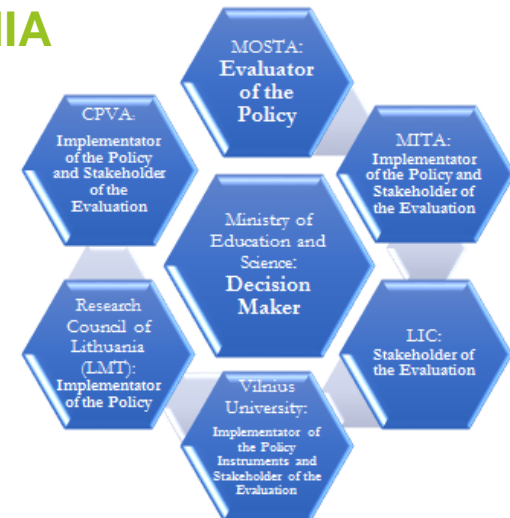 MOSTA:
Evaluator
of the
Policy
CPVA:
Implementator
of the Policy
and Stakeholder
of the
Evaluation
MITA:
Implementator
of the Policy and
Stakeholder of
the Evaluation
Ministry of
Education and
Science:
Decision
Maker
Research
Council of
Lithuania
(LMT):
Implementator
of the Policy
LIC:
Stakeholder of
the Evaluation
Vilnius
University:
Implementator of
the Policy
Instruments and
Stakeholder of the
Evaluation